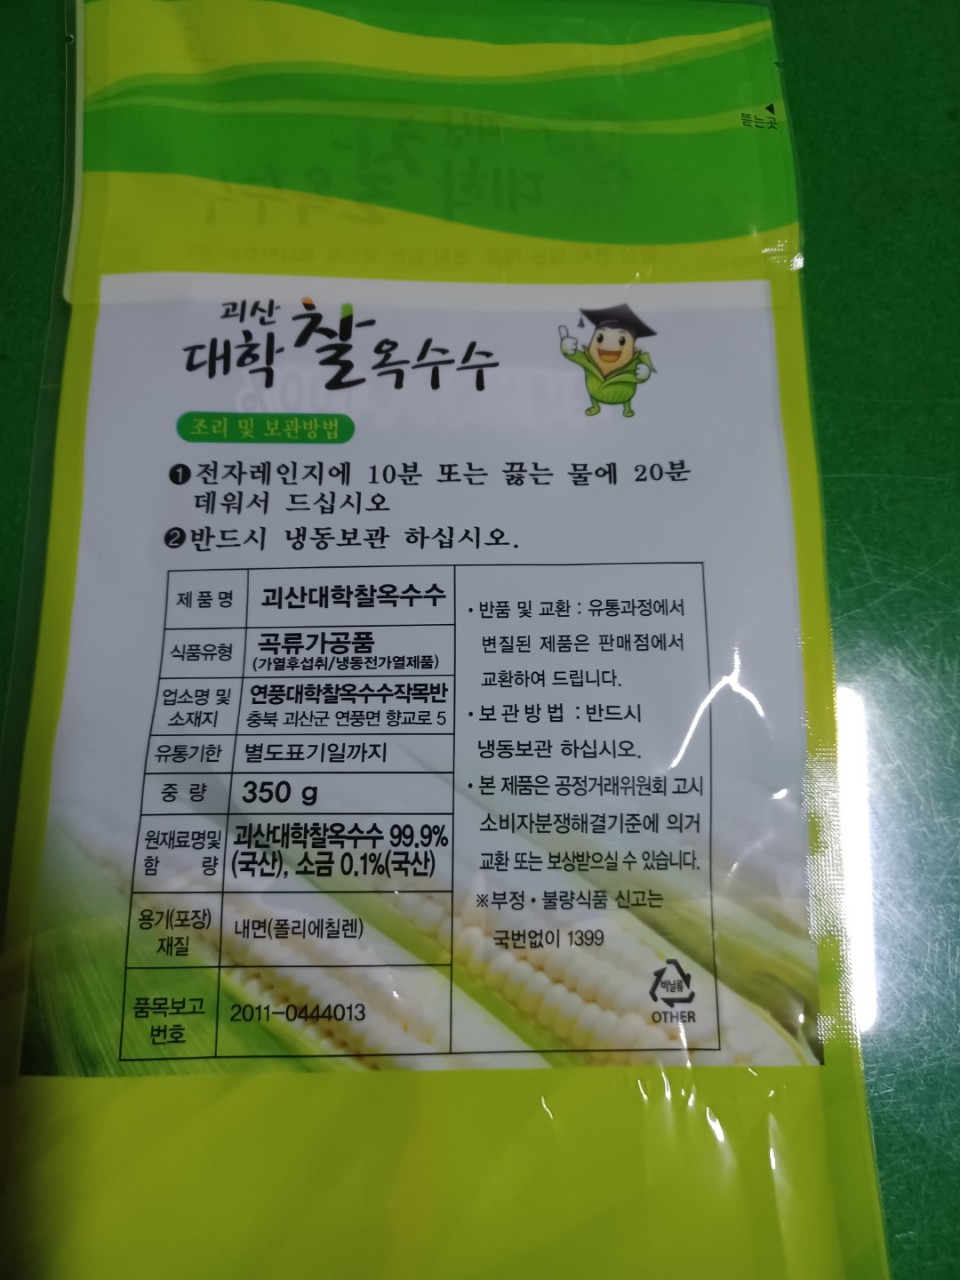 뜯는곳
괴산
대학찰옥수수
조리 및 보관방법
❶전자레인지에 10분 또는 끓는 물에 20분
데워서 드십시오
❷반드시 냉동보관 하십시오.
제품명 괴산대학찰옥수수
식품유형 곡류가공품
(가열후섭취/냉동전가열제품)
업소명 및 소재지 연풍대학찰옥수수작목반
충북 괴산군 연풍면 향교로 5
유통기한 별도표기일까지
중 량 350 g
원재료명및 함 량 괴산대학찰옥수수 99.9%
(국산), 소금 0.1%(국산)
용기(포장) 재질 내면(폴리에칠렌)
품목보고 번호 2011-0444013
• 반품 및 교환 : 유통과정에서
변질된 제품은 판매점에서
교환하여 드립니다.
• 보관방법 : 반드시
냉동보관 하십시오.
• 본 제품은 공정거래위원회 고시
소비자분쟁해결기준에 의거
교환 또는 보상받으실 수 있습니다.
※부정 • 불량식품 신고는
국번없이 1399
비닐류
OTHER